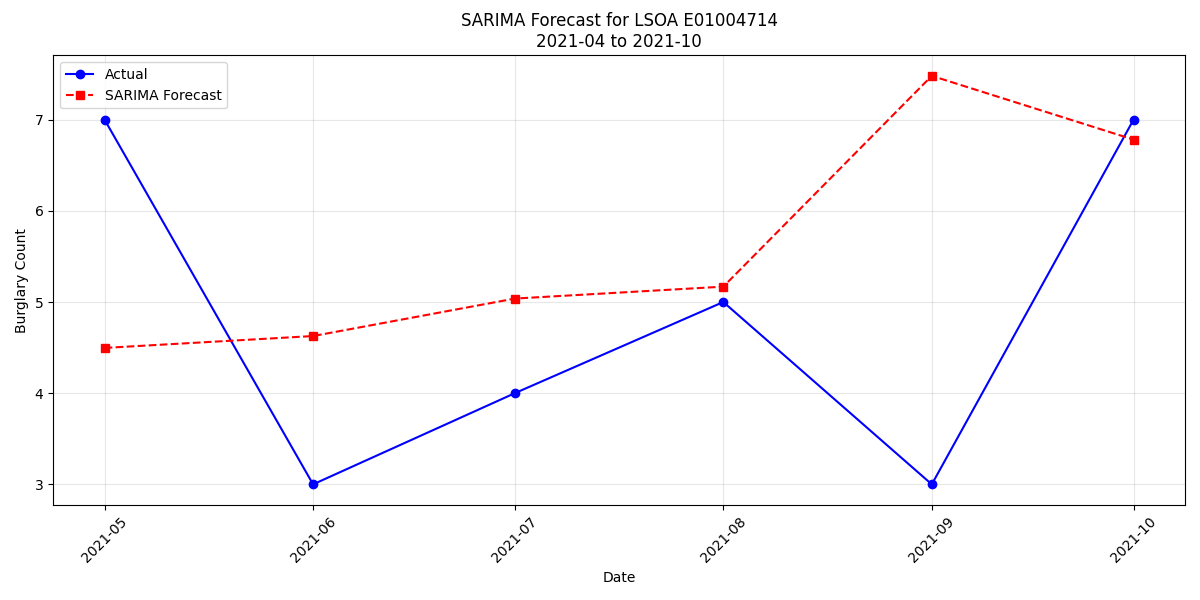 SARIMA Forecast for LSOA E01004714
2021-04 to 2021-10
Actual
SARIMA Forecast
Burglary Count
7
6
5
4
3
2021-05
2021-06
2021-07
2021-08
2021-09
2021-10
Date